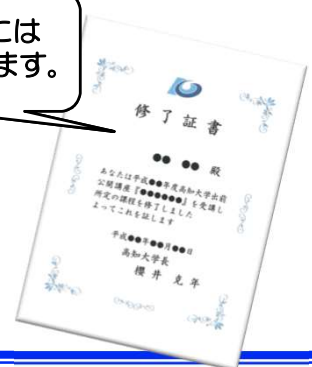 には
ます。
修了証書
●● ●● 殿
あなたは平成●●年度高知大学出前
公開講座『●●●●●●』を受講し
所定の課程を修了しました
よってこれを証します
平成●●年●●月●●日
高知大学長
櫻井 克年